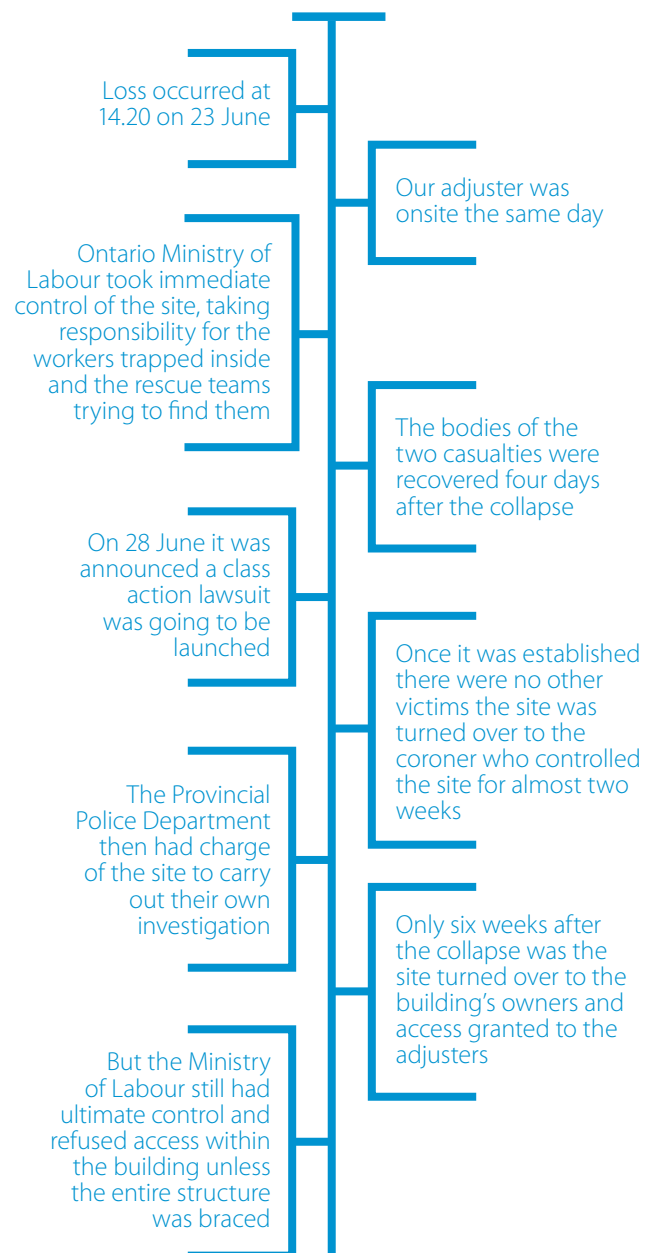 Loss occurred at
14.20 on 23 June
Our adjuster was
onsite the same day
Ontario Ministry of
Labour took immediate
control of the site, taking
responsibility for the
workers trapped inside
and the rescue teams
trying to find them
The bodies of the
two casualties were
recovered four days
after the collapse
On 28 June it was
announced a class
action lawsuit
was going to be
launched
Once it was established
there were no other
victims the site was
turned over to the
coroner who controlled
the site for almost two
weeks
The Provincial
Police Department
then had charge
of the site to carry
out their own
investigation
Only six weeks after
the collapse was the
site turned over to the
building’s owners and
access granted to the
adjusters
But the Ministry
of Labour still had
ultimate control and
refused access within
the building unless
the entire structure
was braced